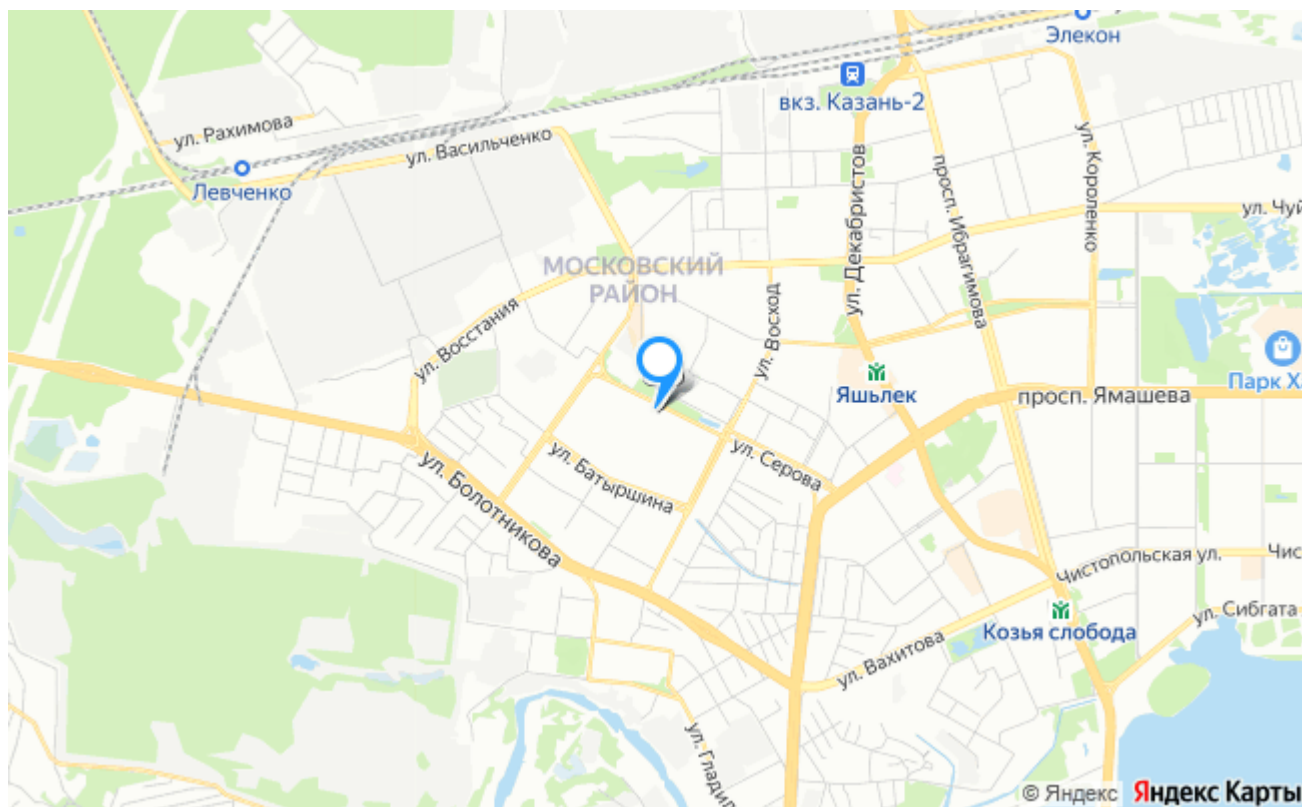 Элекон
вкз. Казань-2
ул. Рахимова
ул. Васильченко
Левченко
ул. Короленко
просп. Ибрагимова
ул. Декабристов
ул. Чуй
МОСКОВСКИЙ
РАЙОН
ул. Восход
ул. Восстания
Парк Ха
Яшьлек
просп. Ямашева
ул. Серова
ул. Батыршина
ул. Болотникова
Чистопольская ул.
Чис
ул. Сибгата
Козья слобода
ул. Вахитова
ул. Гладил
© Яндекс Яндекс Карты